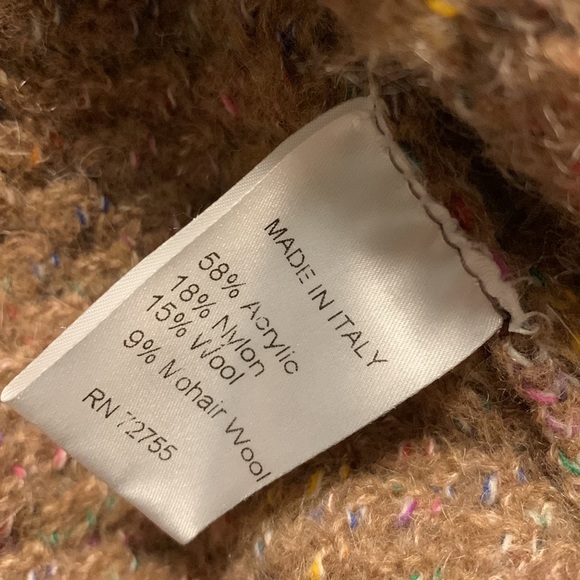 MADE IN ITALY
58% Acrylic
18% Nylon
15% Wool
9% Mohair Wool
RN 72755